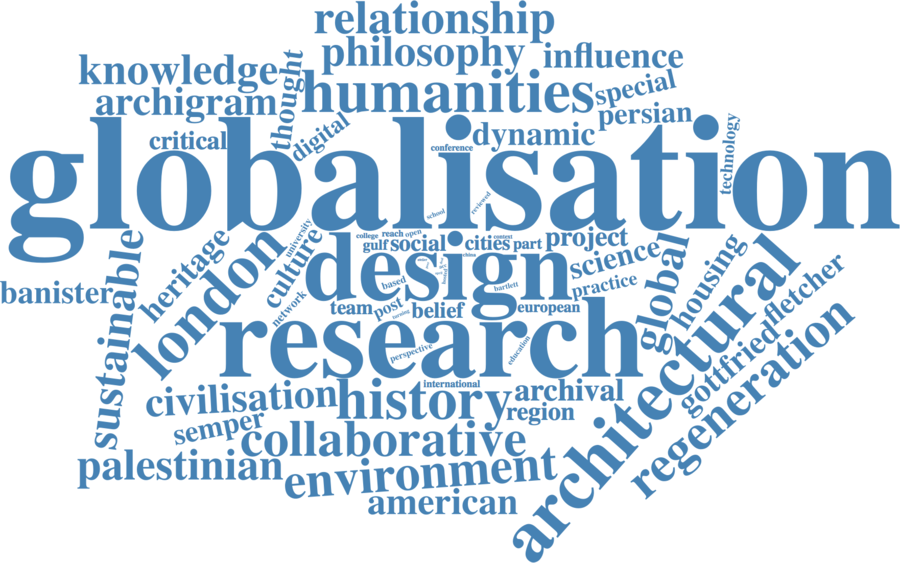 relationship
philosophy
influence
knowledge
thought
humanities
special
archigram
persian
critical
digital
dynamic
technology
conference
globalisation
school
reviewed
sustainable
heritage
london
university
culture
college
reach
open
context
gulf
social
cities
part
project
china
design
science
global
housing
architectural
fletcher
banister
network
based
bartlett
practice
team
post
belief
european
turning
research
perspective
education
gottfried
regeneration
international
civilisation
history
archival
region
semper
collaborative
palestinian
environment
american